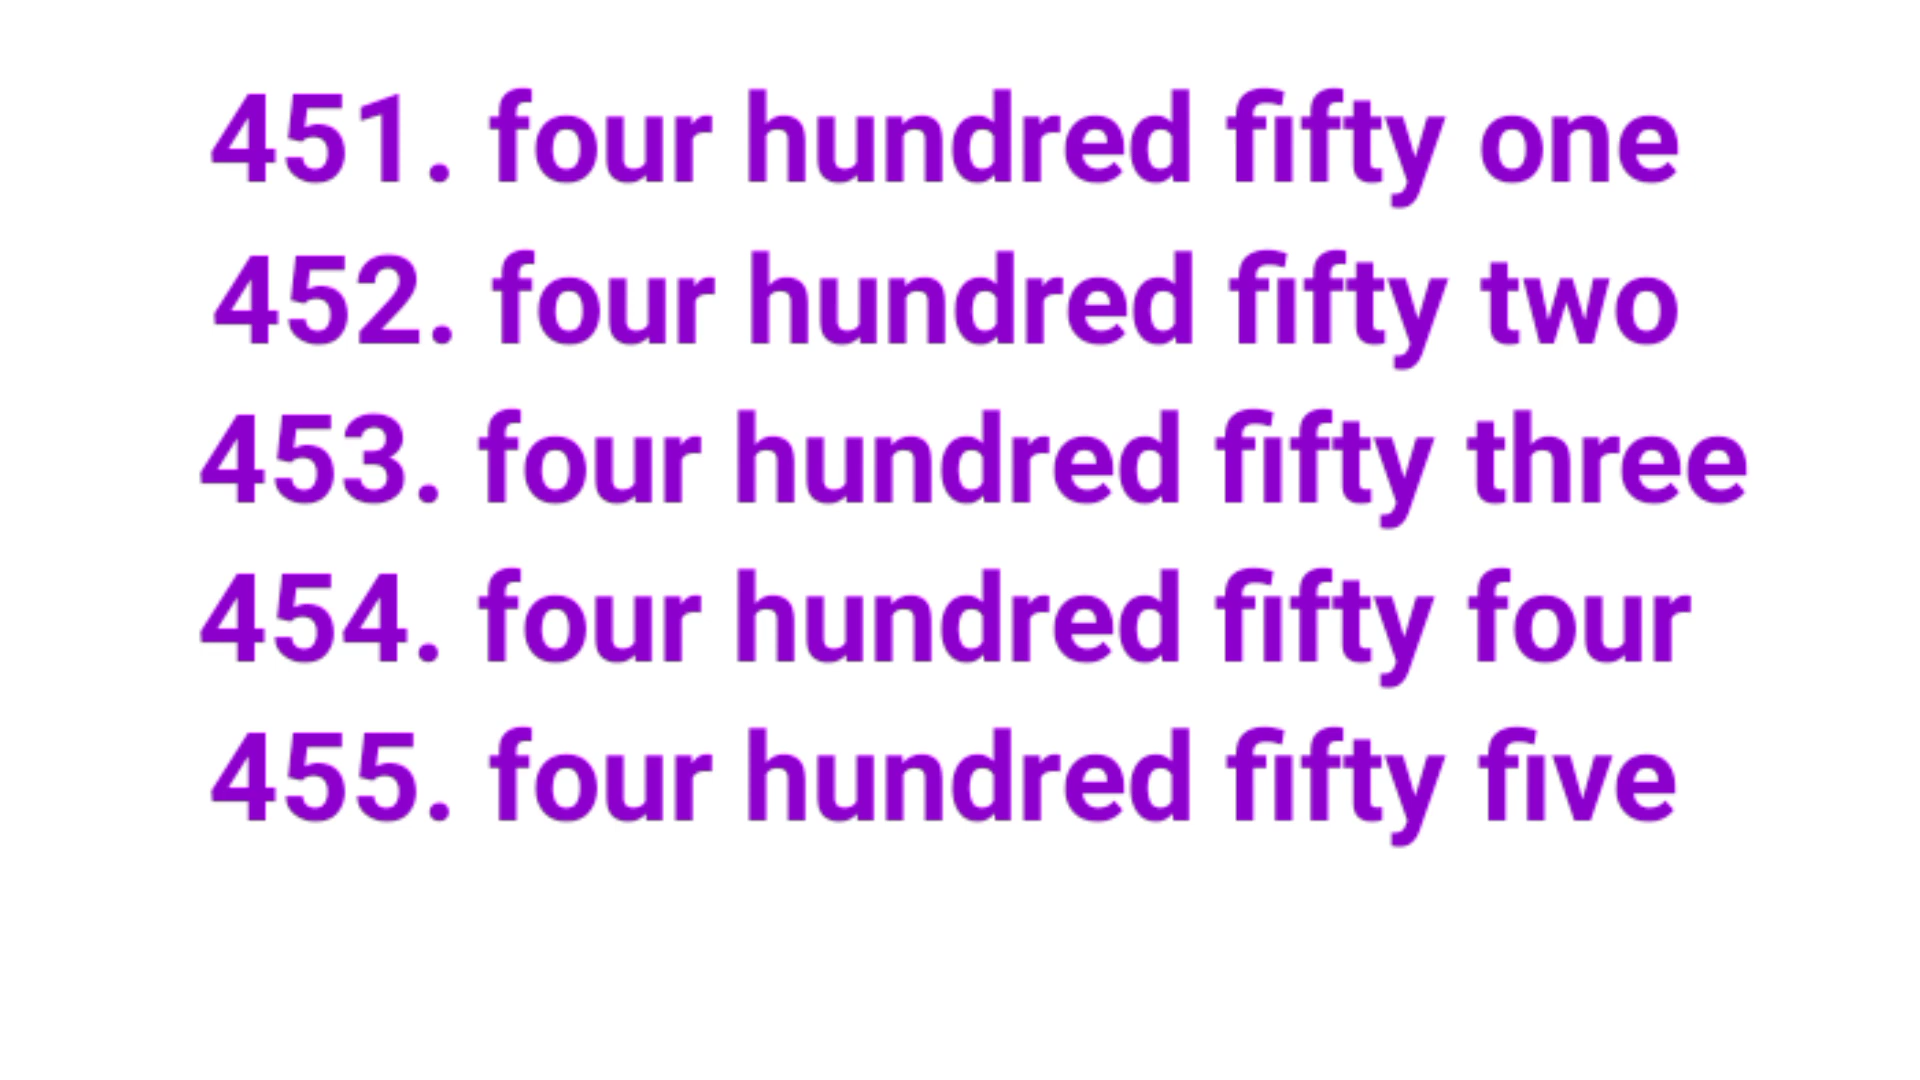 451. four hundred fifty one
452. four hundred fifty two
453. four hundred fifty three
454. four hundred fifty four
455. four hundred fifty five